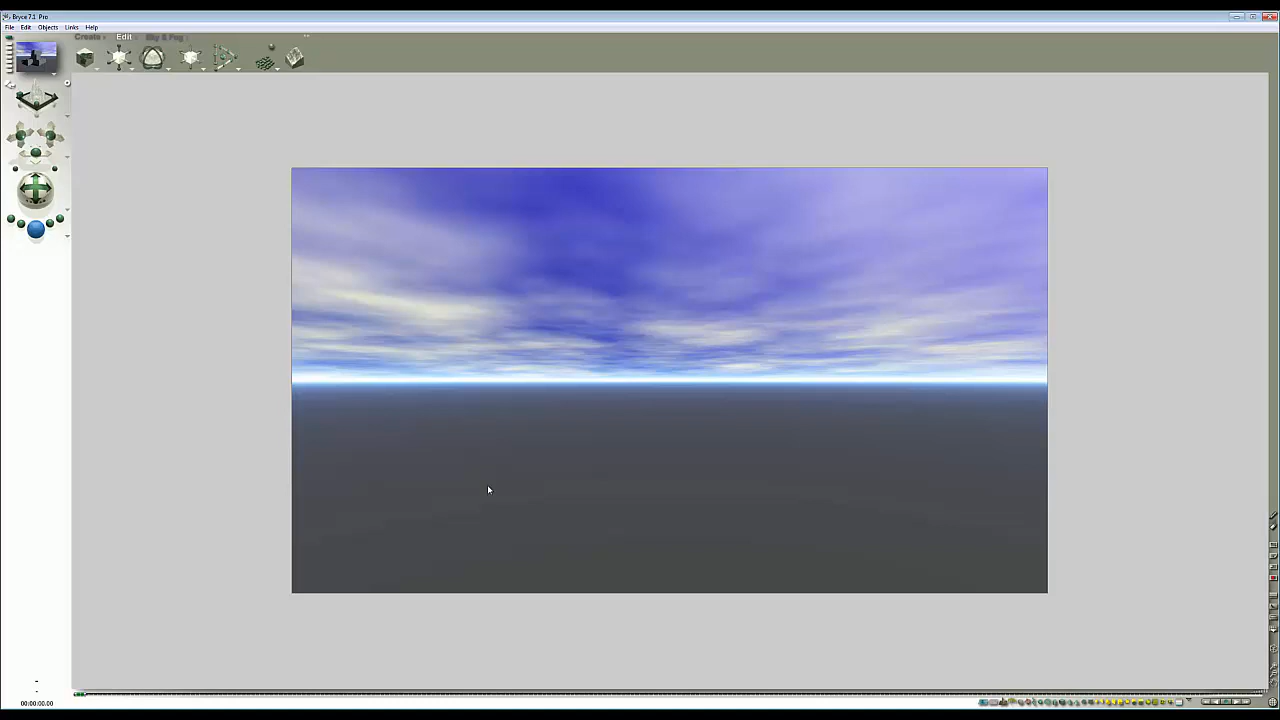 Bryce 7.1 Pro
File Edit Objects Links Help
Create Edit Sky & Fog
00:00:00.00